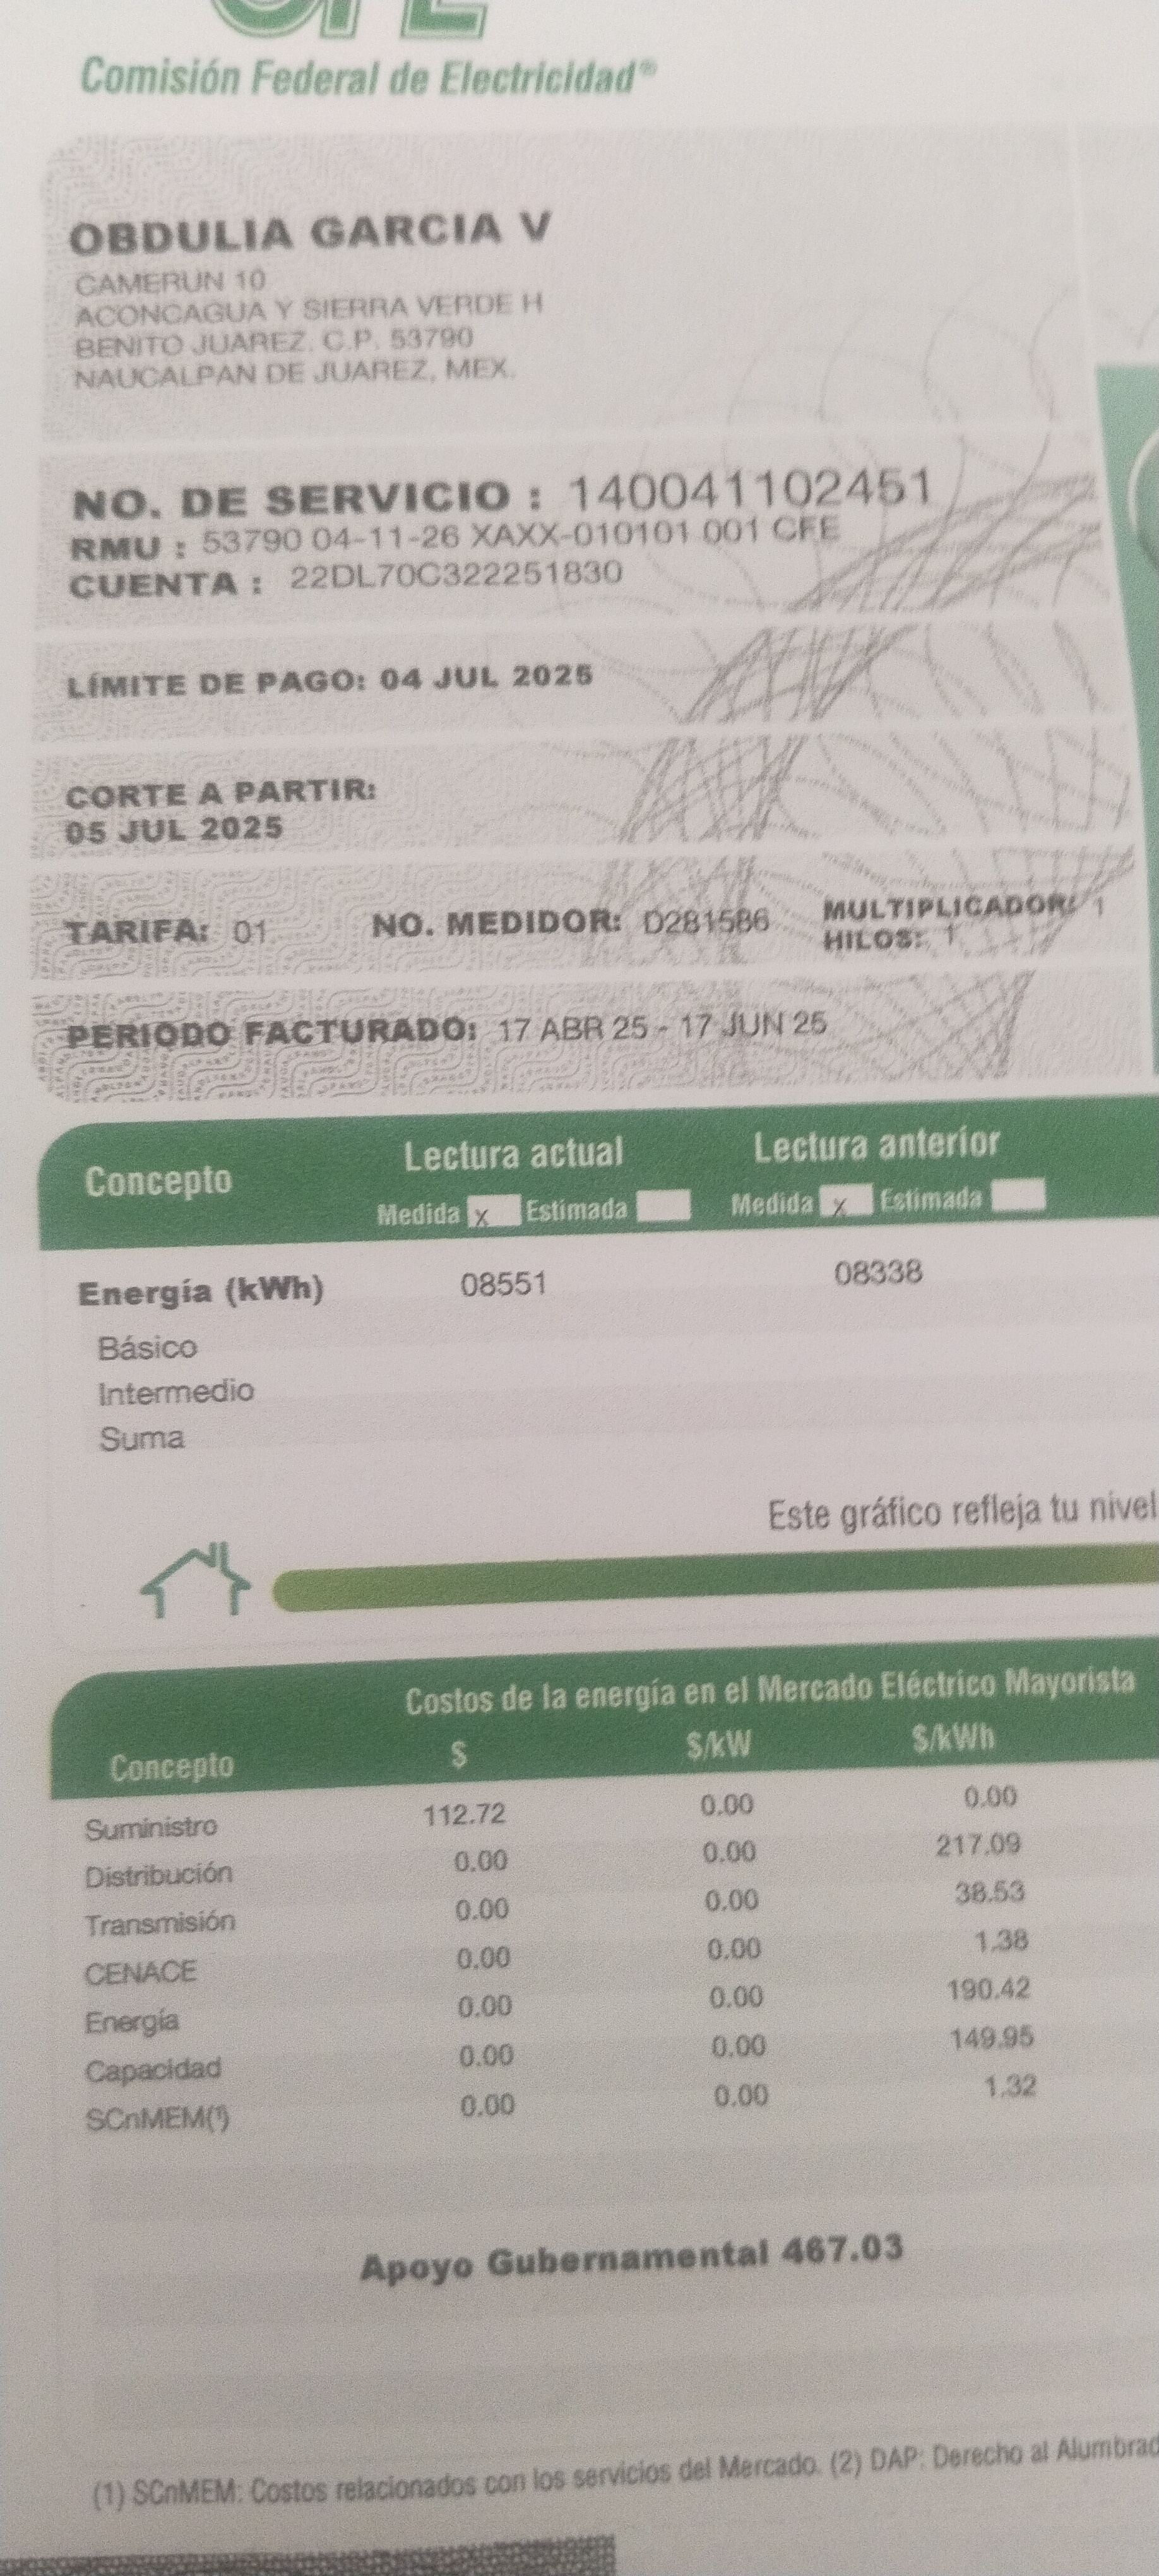 CFE
Comisión Federal de Electricidad®
OBDULIA GARCIA V
CAMERUN 10
ACONCAGUA Y SIERRA VERDE H
BENITO JUAREZ. C.P. 53790
NAUCALPAN DE JUAREZ, MEX.
NO. DE SERVICIO : 140041102451
RMU : 53790 04-11-26 XAXX-010101 001 CFE
CUENTA : 22DL70C322251830
LÍMITE DE PAGO: 04 JUL 2025
CORTE A PARTIR:
05 JUL 2025
TARIFA: 01 NO. MEDIDOR: D281586 MULTIPLICADOR: 1
HILOS: 1
PERIODO FACTURADO: 17 ABR 25 - 17 JUN 25
Concepto Lectura actual Lectura anterior
Medida x Estimada Medida x Estimada
Energía (kWh) 08551 08338
Básico
Intermedio
Suma
Este gráfico refleja tu nivel
Costos de la energía en el Mercado Eléctrico Mayorista
Concepto $ $/kW $/kWh
Suministro 112.72 0.00 0.00
Distribución 0.00 0.00 217.09
Transmisión 0.00 0.00 38.53
CENACE 0.00 0.00 1.38
Energía 0.00 0.00 190.42
Capacidad 0.00 0.00 149.95
SCnMEM(¹) 0.00 0.00 1.32
Apoyo Gubernamental 467.03
(1) SCnMEM: Costos relacionados con los servicios del Mercado. (2) DAP: Derecho al Alumbrad